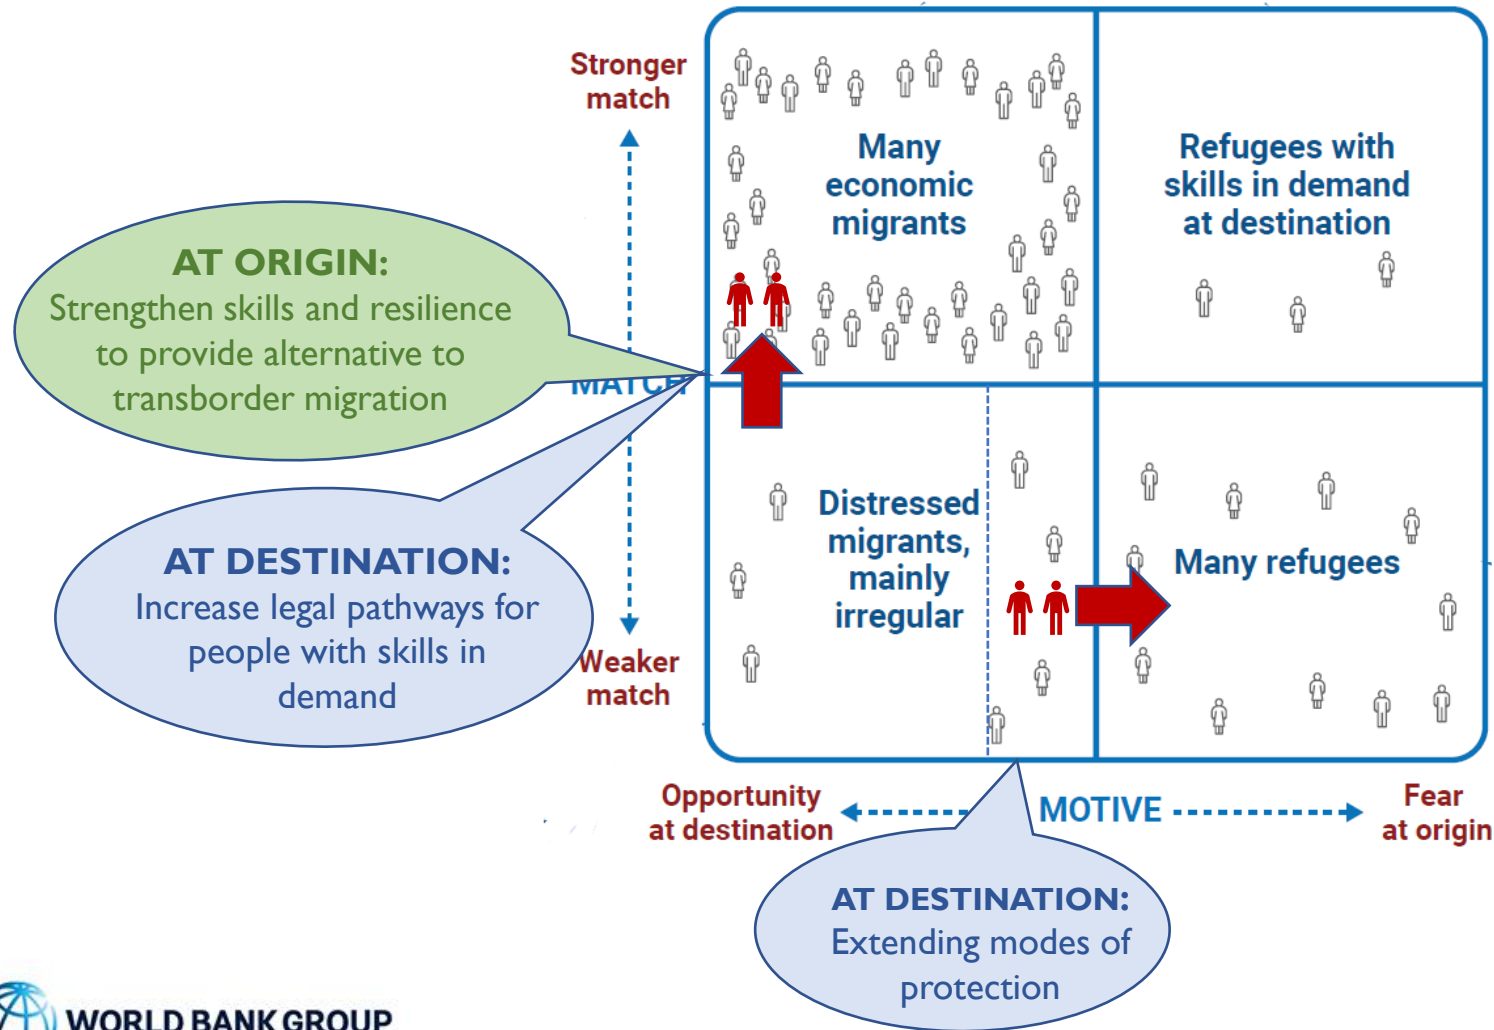 Stronger
match
Many
economic
migrants
Refugees with
skills in demand
at destination
AT ORIGIN:
Strengthen skills and resilience
to provide alternative to
transborder migration
MATCH
AT DESTINATION:
Increase legal pathways for
people with skills in
demand
Distressed
migrants,
mainly
irregular
Many refugees
Weaker
match
Opportunity
at destination
MOTIVE
Fear
at origin
AT DESTINATION:
Extending modes of
protection
WORLD BANK GROUP